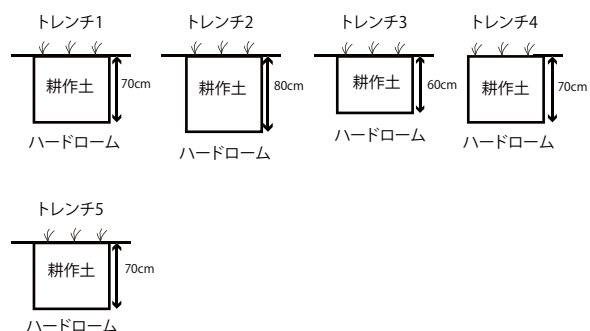 トレンチ1
耕作土
70cm
ハードローム
トレンチ2
耕作土
80cm
ハードローム
トレンチ3
耕作土
60cm
ハードローム
トレンチ4
耕作土
70cm
ハードローム
トレンチ5
耕作土
70cm
ハードローム